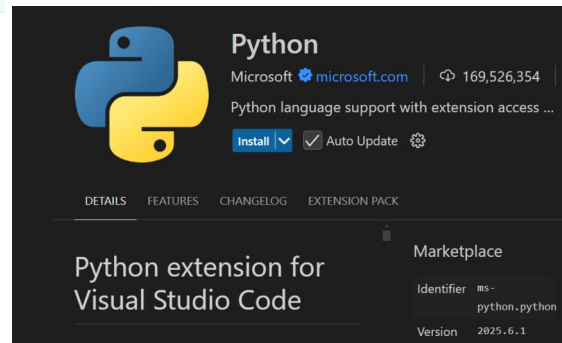 Python
Microsoft microsoft.com 169,526,354
Python language support with extension access ...
Install Auto Update
DETAILS FEATURES CHANGELOG EXTENSION PACK
Python extension for
Visual Studio Code
Marketplace
Identifier ms-
python.python
Version 2025.6.1